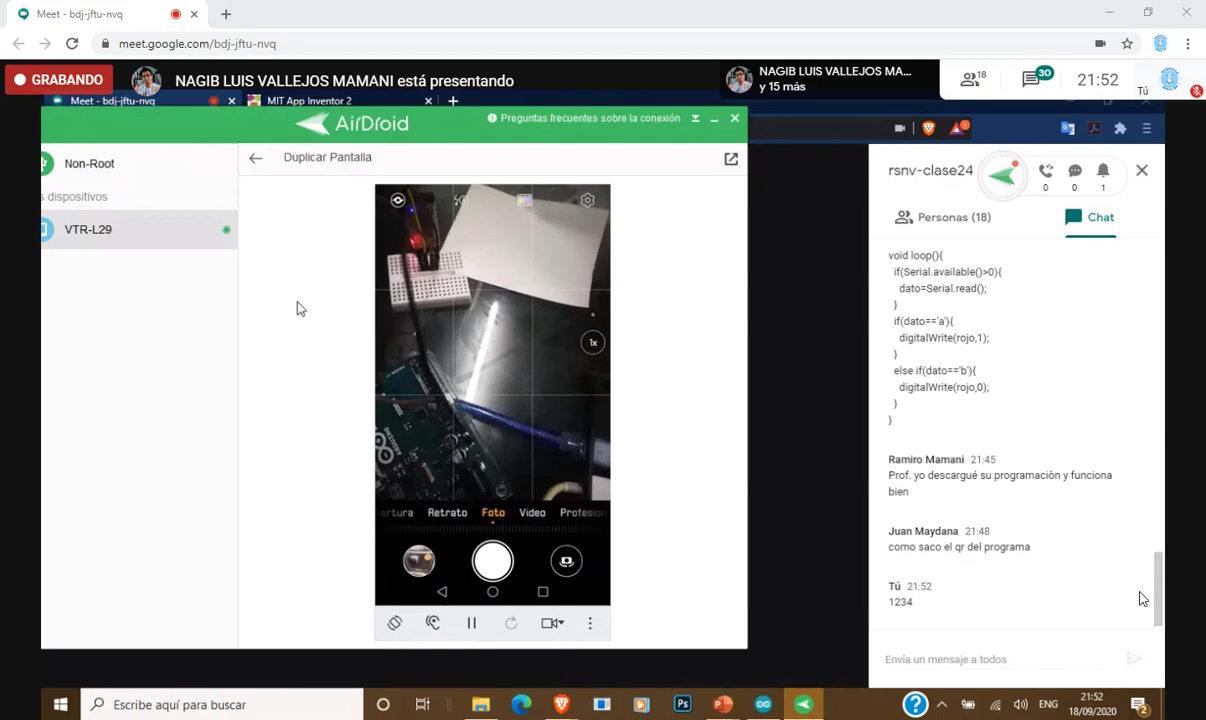 Meet - bdj-jftu-nvq
meet.google.com/bdj-jftu-nvq
GRABANDO
NAGIB LUIS VALLEJOS MAMANI está presentando
NAGIB LUIS VALLEJOS MA...
y 15 más
18
30
21:52
Tú
Meet - bdj-jftu-nvq
MIT App Inventor 2
AirDroid
Preguntas frecuentes sobre la conexión
Non-Root
Duplicar Pantalla
s dispositivos
VTR-L29
1x
ertura
Retrato
Foto
Video
Profesion
rsnv-clase24
0
0
1
Personas (18)
Chat
void loop(){
if(Serial.available()>0){
dato=Serial.read();
}
if(dato=='a'){
digitalWrite(rojo,1);
}
else if(dato=='b'){
digitalWrite(rojo,0);
}
}
Ramiro Mamani 21:45
Prof. yo descargué su programaciòn y funciona
bien
Juan Maydana 21:48
como saco el qr del programa
Tú 21:52
1234
Envía un mensaje a todos
Escribe aquí para buscar
Ps
ENG
21:52
18/09/2020
2